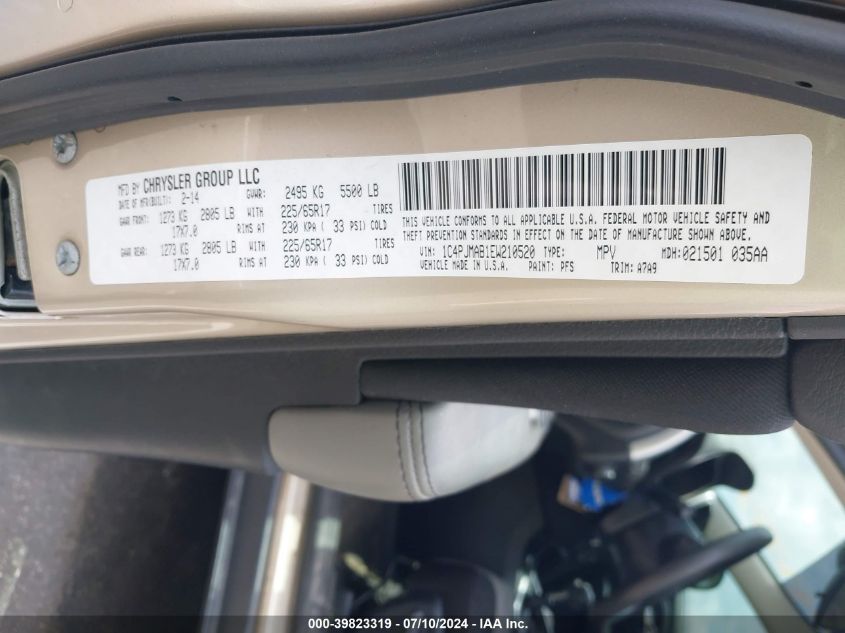 MFD BY CHRYSLER GROUP LLC
DATE OF MFR(BUILT): 2-14 GVWR: 2495 KG 5500 LB
GAWR FRONT: 1273 KG 2805 LB WITH 225/65R17 TIRES
17X7.0 RIMS AT 230 KPA ( 33 PSI) COLD
GAWR REAR: 1273 KG 2805 LB WITH 225/65R17 TIRES
17X7.0 RIMS AT 230 KPA ( 33 PSI) COLD
THIS VEHICLE CONFORMS TO ALL APPLICABLE U.S.A. FEDERAL MOTOR VEHICLE SAFETY AND
THEFT PREVENTION STANDARDS IN EFFECT ON THE DATE OF MANUFACTURE SHOWN ABOVE.
VIN: 1C4PJMAB1EW210520 TYPE: MPV MDH:021501 035AA
VEHICLE MADE IN U.S.A. PAINT: PFS TRIM: A7A9
000-39823319 - 07/10/2024 - IAA Inc.